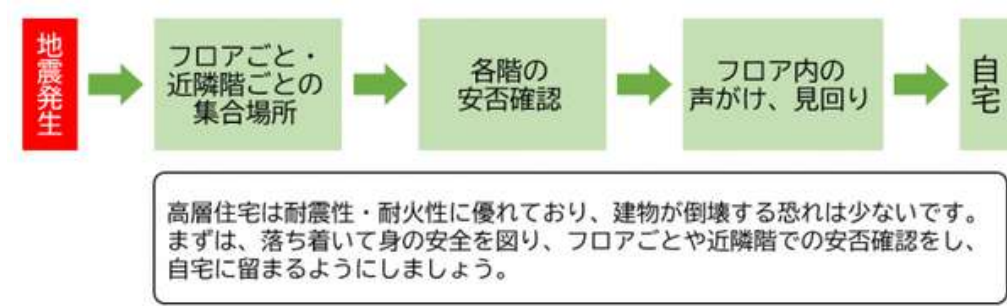 地震発生
フロアごと・
近隣階ごとの
集合場所
各階の
安否確認
フロア内の
声がけ、見回り
自宅
高層住宅は耐震性・耐火性に優れており、建物が倒壊する恐れは少ないです。
まずは、落ち着いて身の安全を図り、フロアごとや近隣階での安否確認をし、
自宅に留まるようにしましょう。